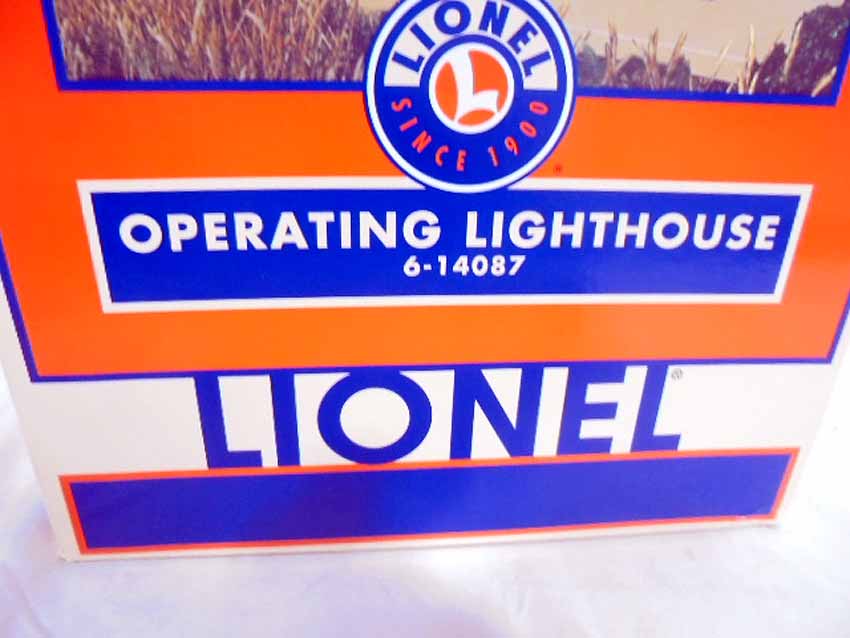 LIONEL
L
SINCE 1900
OPERATING LIGHTHOUSE
6-14087
LIONEL®